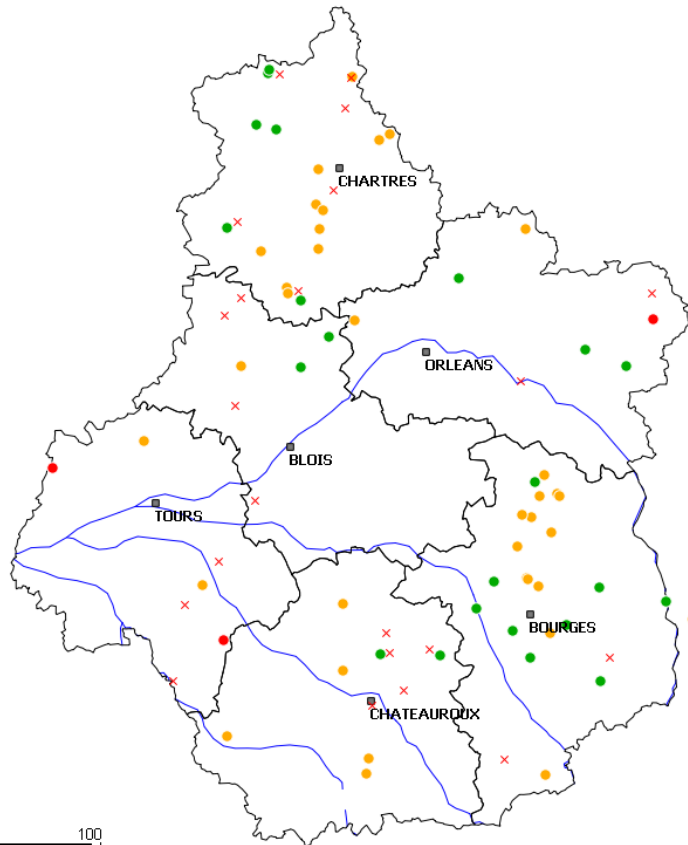 CHARTRES
ORLEANS
BLOIS
TOURS
BOURGES
CHATEAUROUX
100